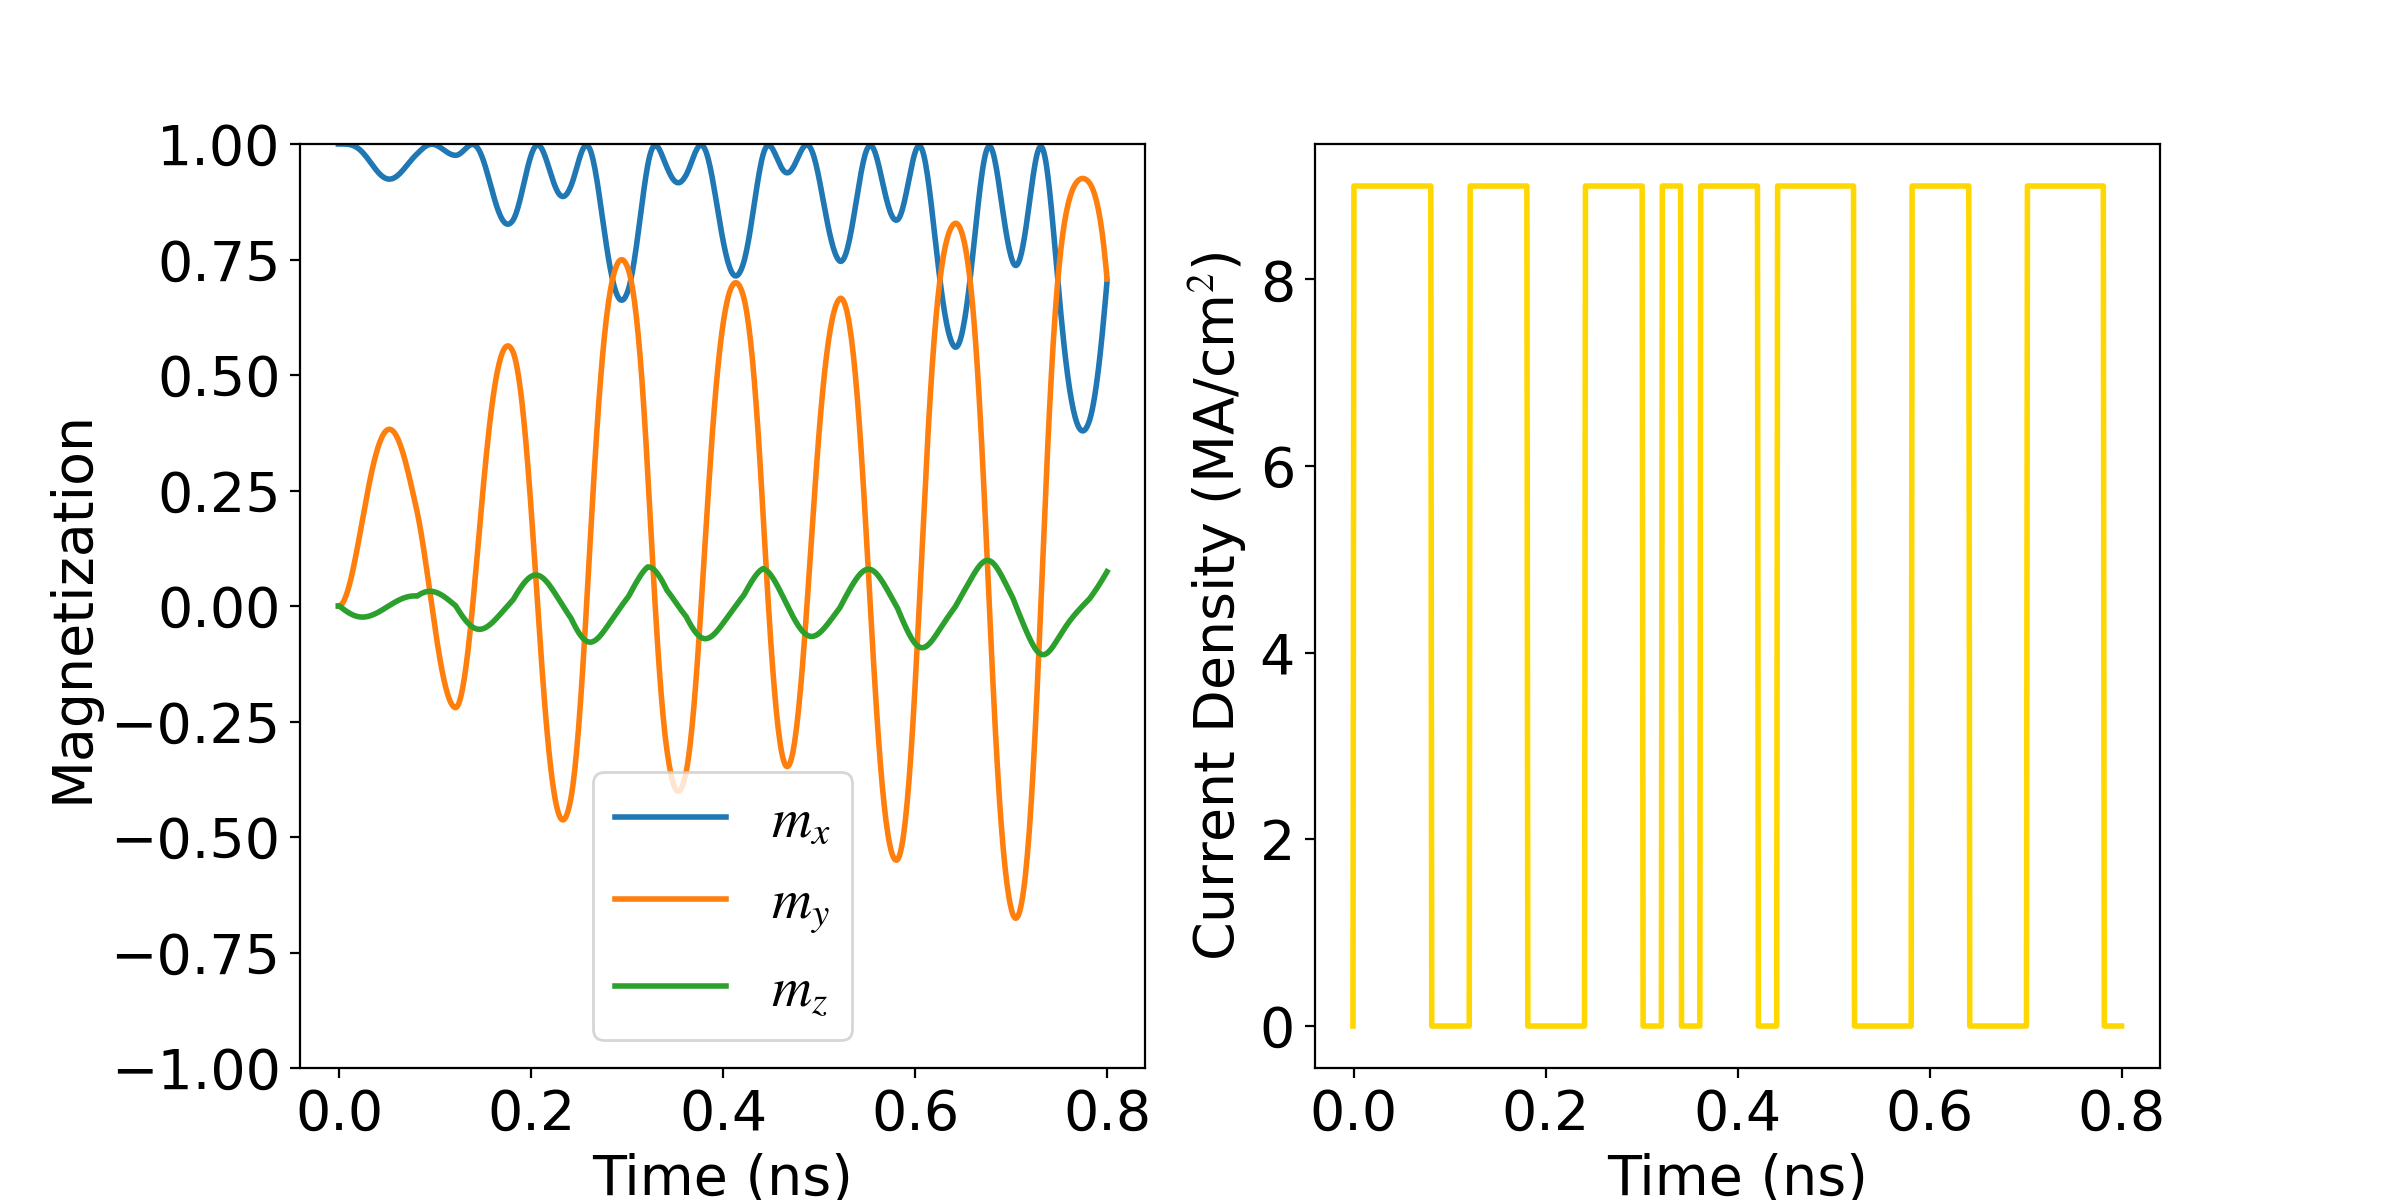 1.00
0.75
0.50
0.25
0.00
−0.25
−0.50
−0.75
−1.00
Magnetization
0.0 0.2 0.4 0.6 0.8
Time (ns)
m_x
m_y
m_z
8
6
4
2
0
Current Density (MA/cm²)
0.0 0.2 0.4 0.6 0.8
Time (ns)